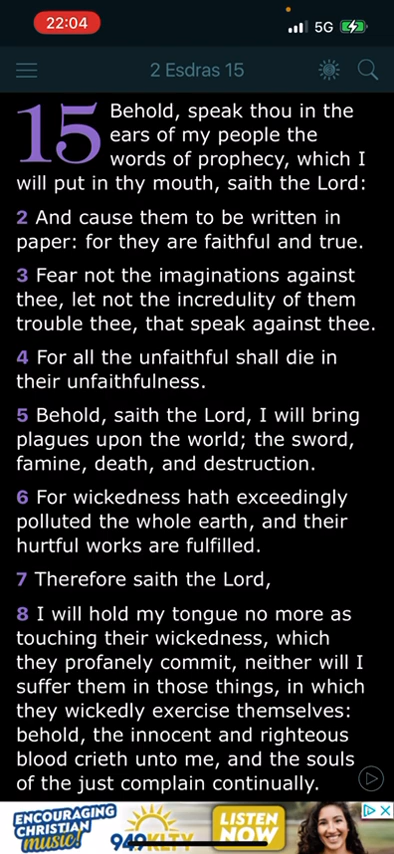 22:04
5G
2 Esdras 15
15 Behold, speak thou in the
ears of my people the
words of prophecy, which I
will put in thy mouth, saith the Lord:
2 And cause them to be written in
paper: for they are faithful and true.
3 Fear not the imaginations against
thee, let not the incredulity of them
trouble thee, that speak against thee.
4 For all the unfaithful shall die in
their unfaithfulness.
5 Behold, saith the Lord, I will bring
plagues upon the world; the sword,
famine, death, and destruction.
6 For wickedness hath exceedingly
polluted the whole earth, and their
hurtful works are fulfilled.
7 Therefore saith the Lord,
8 I will hold my tongue no more as
touching their wickedness, which
they profanely commit, neither will I
suffer them in those things, in which
they wickedly exercise themselves:
behold, the innocent and righteous
blood crieth unto me, and the souls
of the just complain continually.
ENCOURAGING
CHRISTIAN
music!
94.9 KLTY
LISTEN
NOW